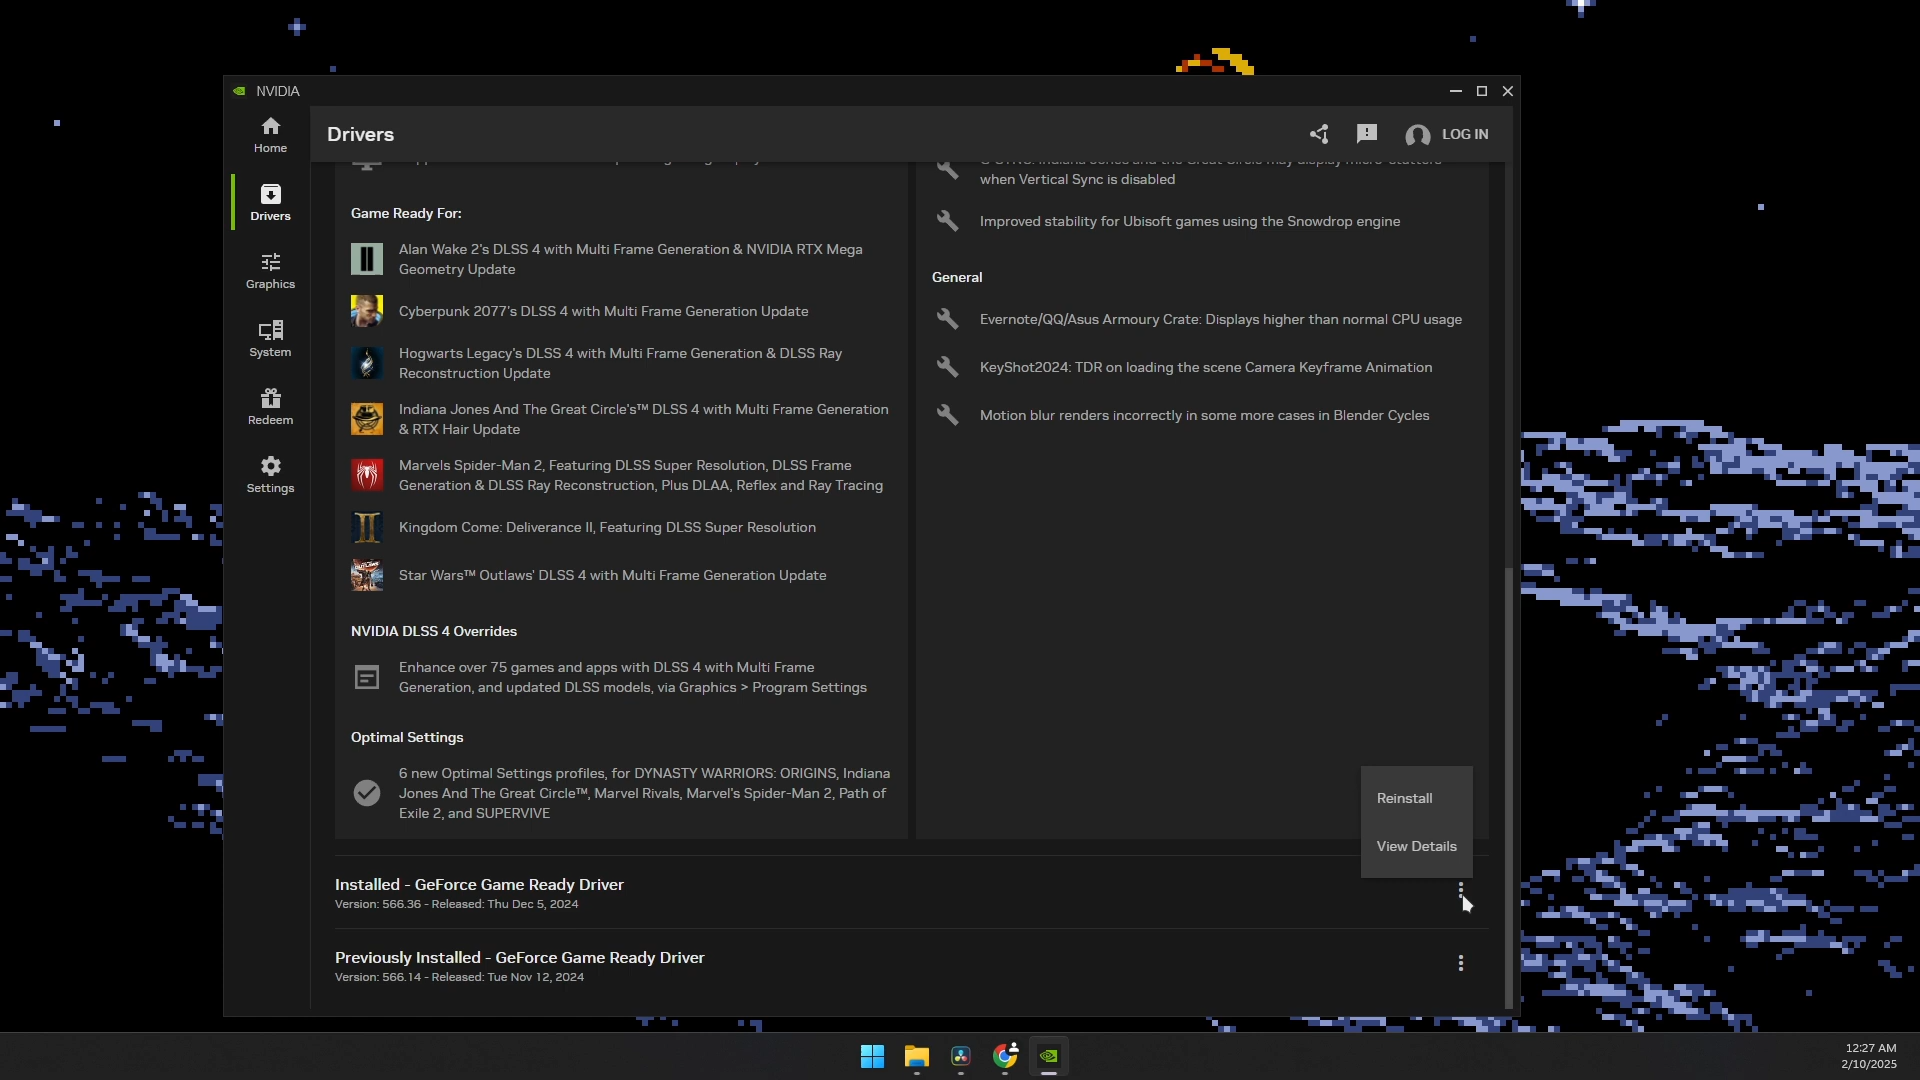 NVIDIA
Home
Drivers
Graphics
System
Redeem
Settings
Drivers
LOG IN
Game Ready For:
Alan Wake 2's DLSS 4 with Multi Frame Generation & NVIDIA RTX Mega
Geometry Update
Cyberpunk 2077's DLSS 4 with Multi Frame Generation Update
Hogwarts Legacy's DLSS 4 with Multi Frame Generation & DLSS Ray
Reconstruction Update
Indiana Jones And The Great Circle's™ DLSS 4 with Multi Frame Generation
& RTX Hair Update
Marvels Spider-Man 2, Featuring DLSS Super Resolution, DLSS Frame
Generation & DLSS Ray Reconstruction, Plus DLAA, Reflex and Ray Tracing
Kingdom Come: Deliverance II, Featuring DLSS Super Resolution
Star Wars™ Outlaws' DLSS 4 with Multi Frame Generation Update
NVIDIA DLSS 4 Overrides
Enhance over 75 games and apps with DLSS 4 with Multi Frame
Generation, and updated DLSS models, via Graphics > Program Settings
Optimal Settings
6 new Optimal Settings profiles, for DYNASTY WARRIORS: ORIGINS, Indiana
Jones And The Great Circle™, Marvel Rivals, Marvel's Spider-Man 2, Path of
Exile 2, and SUPERVIVE
Indiana Jones and the Great Circle may display micro-stutters
when Vertical Sync is disabled
Improved stability for Ubisoft games using the Snowdrop engine
General
Evernote/QQ/Asus Armoury Crate: Displays higher than normal CPU usage
KeyShot2024: TDR on loading the scene Camera Keyframe Animation
Motion blur renders incorrectly in some more cases in Blender Cycles
Reinstall
View Details
Installed - GeForce Game Ready Driver
Version: 566.36 - Released: Thu Dec 5, 2024
Previously Installed - GeForce Game Ready Driver
Version: 566.14 - Released: Tue Nov 12, 2024
12:27 AM
2/10/2025